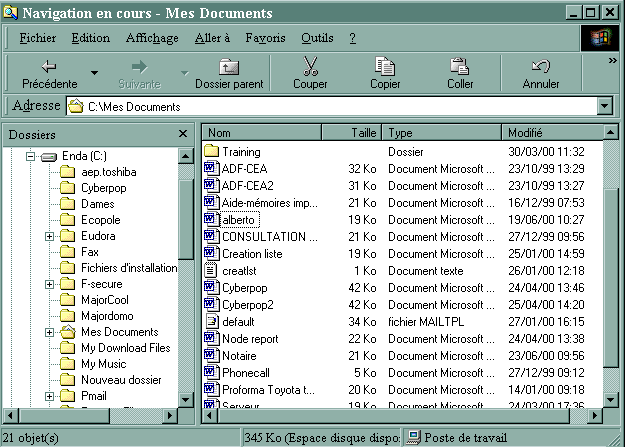 Navigation en cours - Mes Documents
Fichier Edition Affichage Aller à Favoris Outils ?
Précédente Suivante Dossier parent Couper Copier Coller Annuler »
Adresse C:\Mes Documents
Dossiers
Enda (C:)
aep.toshiba
Cyberpop
Dames
Ecopole
Eudora
Fax
Fichiers d'installation
F-secure
MajorCool
Majordomo
Mes Documents
My Download Files
My Music
Nouveau dossier
Pmail
Nom Taille Type Modifié
Training Dossier 30/03/00 11:32
ADF-CEA 32 Ko Document Microsoft ... 23/10/99 13:29
ADF-CEA2 31 Ko Document Microsoft ... 23/10/99 13:27
Aide-mémoires imp... 21 Ko Document Microsoft ... 16/12/99 07:53
alberto 19 Ko Document Microsoft ... 19/06/00 10:27
CONSULTATION ... 21 Ko Document Microsoft ... 27/12/99 09:56
Creation liste 19 Ko Document Microsoft ... 25/01/00 14:59
creatlst 1 Ko Document texte 26/01/00 12:18
Cyberpop 42 Ko Document Microsoft ... 24/04/00 13:46
Cyberpop2 42 Ko Document Microsoft ... 25/04/00 14:20
default 34 Ko fichier MAILTPL 27/01/00 16:15
Node report 22 Ko Document Microsoft ... 24/04/00 13:38
Notaire 21 Ko Document Microsoft ... 23/06/00 09:56
Phonecall 5 Ko Document Microsoft ... 27/12/99 09:12
Proforma Toyota t... 20 Ko Document Microsoft ... 14/01/00 09:18
Serveur 19 Ko Document Microsoft ... 24/03/00 17:36
21 objet(s) 345 Ko (Espace disque dispo: Poste de travail